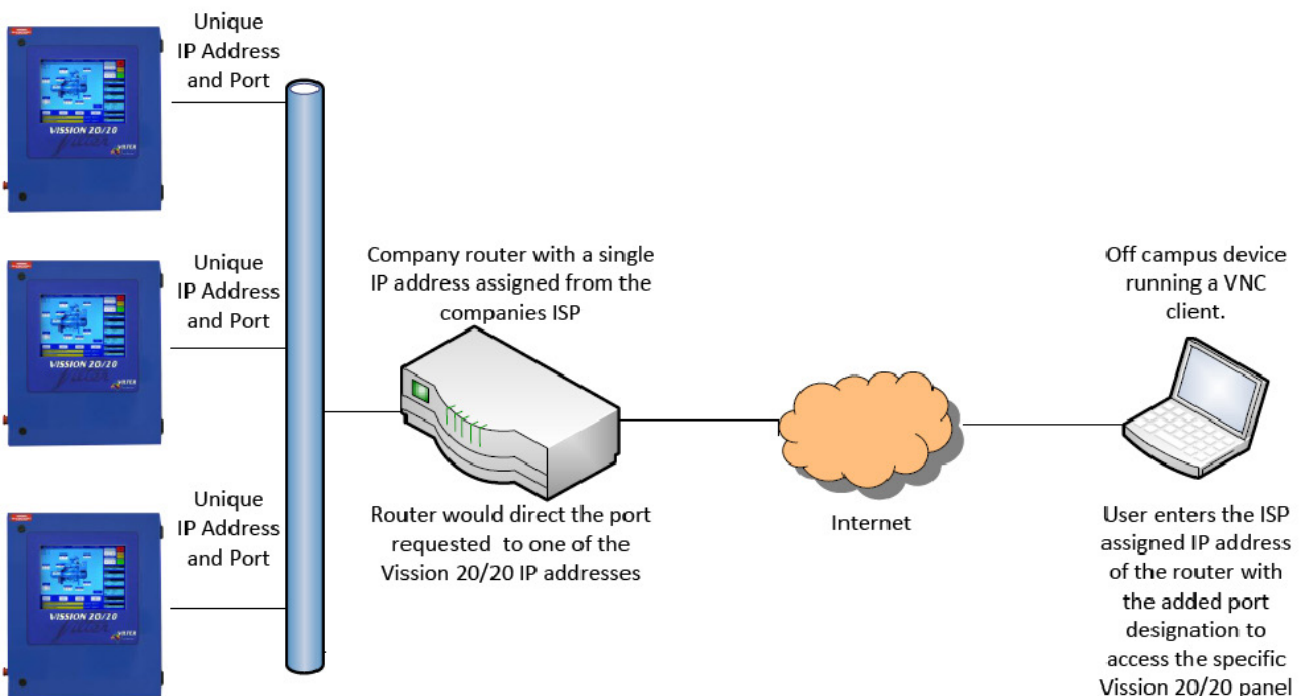 Unique
IP Address
and Port
VISSION 20/20
Unique
IP Address
and Port
VISSION 20/20
Unique
IP Address
and Port
VISSION 20/20
Company router with a single
IP address assigned from the
companies ISP
Router would direct the port
requested to one of the
Vission 20/20 IP addresses
Internet
Off campus device
running a VNC
client.
User enters the ISP
assigned IP address
of the router with
the added port
designation to
access the specific
Vission 20/20 panel